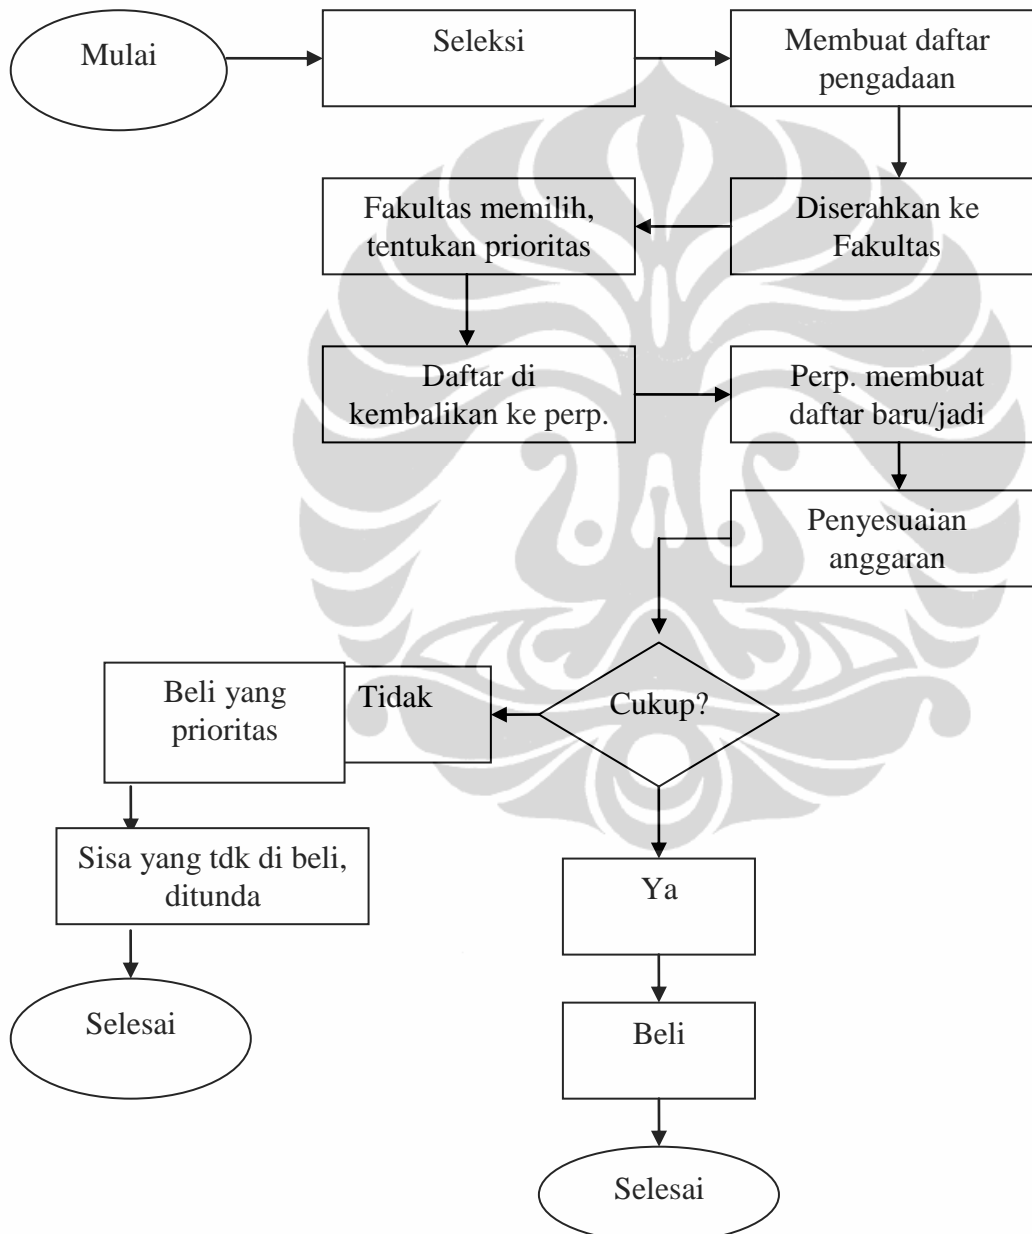 Mulai
Seleksi
Membuat daftar
pengadaan
Diserahkan ke
Fakultas
Fakultas memilih,
tentukan prioritas
Daftar di
kembalikan ke perp.
Perp. membuat
daftar baru/jadi
Penyesuaian
anggaran
Cukup?
Tidak
Beli yang
prioritas
Sisa yang tdk di beli,
ditunda
Selesai
Ya
Beli
Selesai